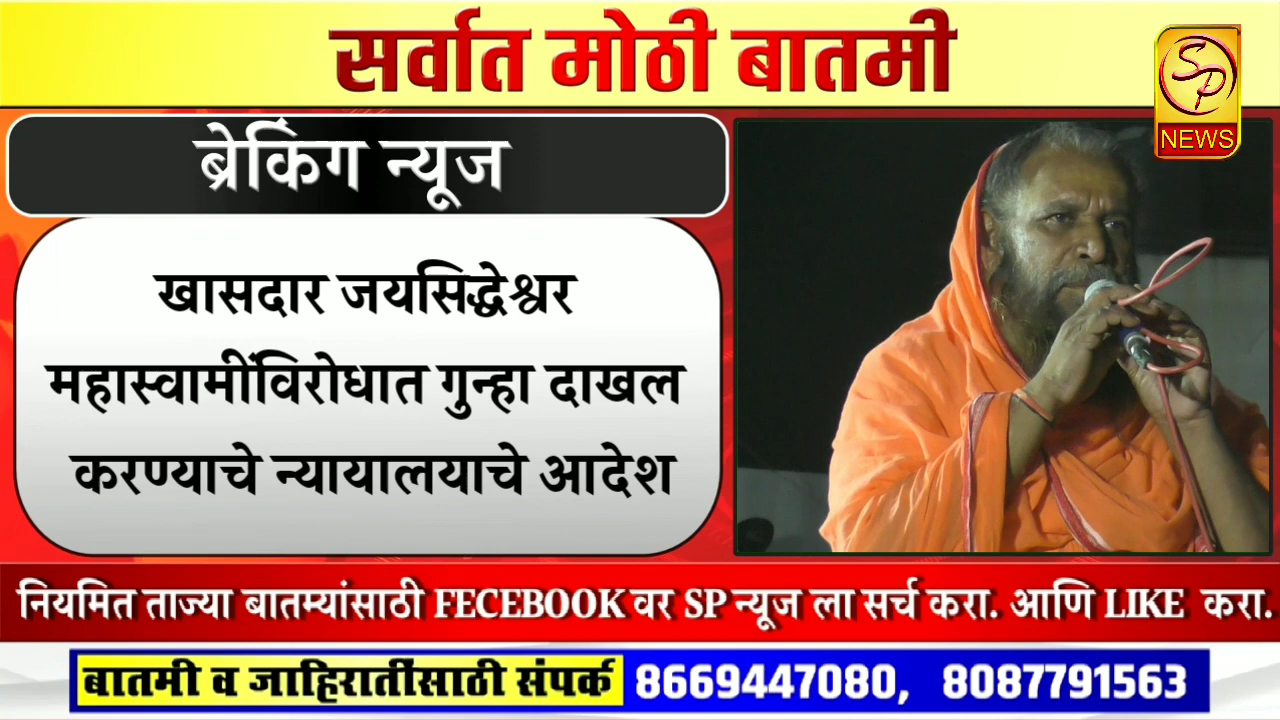 सर्वात मोठी बातमी
SP
NEWS
ब्रेकिंग न्यूज
खासदार जयसिद्धेश्वर
महास्वामींविरोधात गुन्हा दाखल
करण्याचे न्यायालयाचे आदेश
नियमित ताज्या बातम्यांसाठी FECEBOOK वर SP न्यूज ला सर्च करा. आणि LIKE करा.
बातमी व जाहिरातींसाठी संपर्क 8669447080, 8087791563